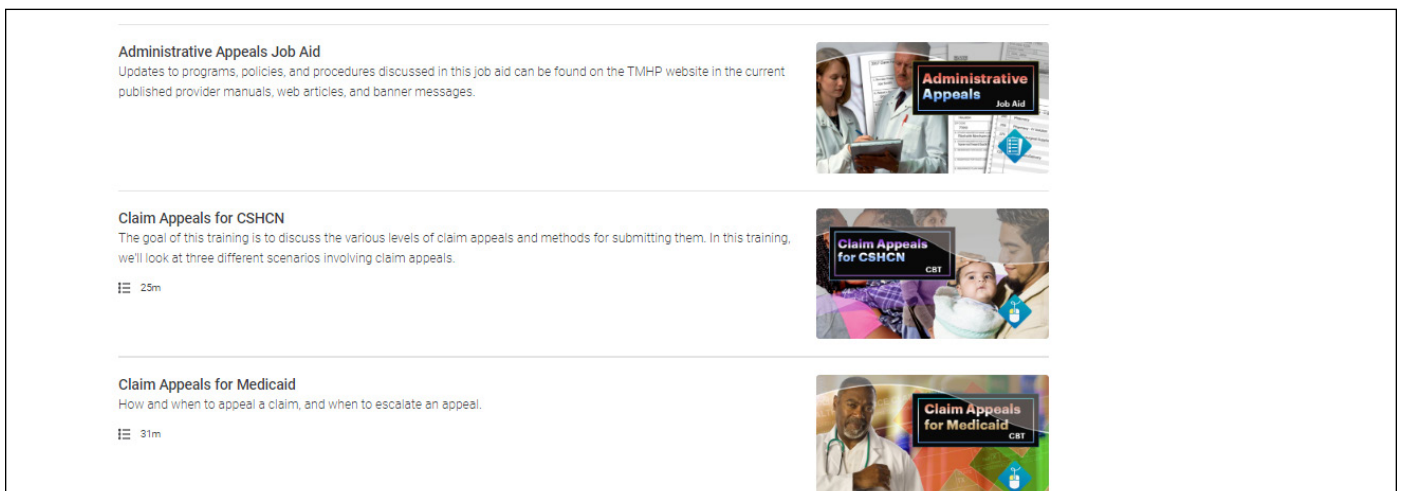 Administrative Appeals Job Aid
Updates to programs, policies, and procedures discussed in this job aid can be found on the TMHP website in the current
published provider manuals, web articles, and banner messages.
Administrative
Appeals
Job Aid
Claim Appeals for CSHCN
The goal of this training is to discuss the various levels of claim appeals and methods for submitting them. In this training,
we'll look at three different scenarios involving claim appeals.
25m
Claim Appeals
for CSHCN
CBT
Claim Appeals for Medicaid
How and when to appeal a claim, and when to escalate an appeal.
31m
Claim Appeals
for Medicaid
CBT